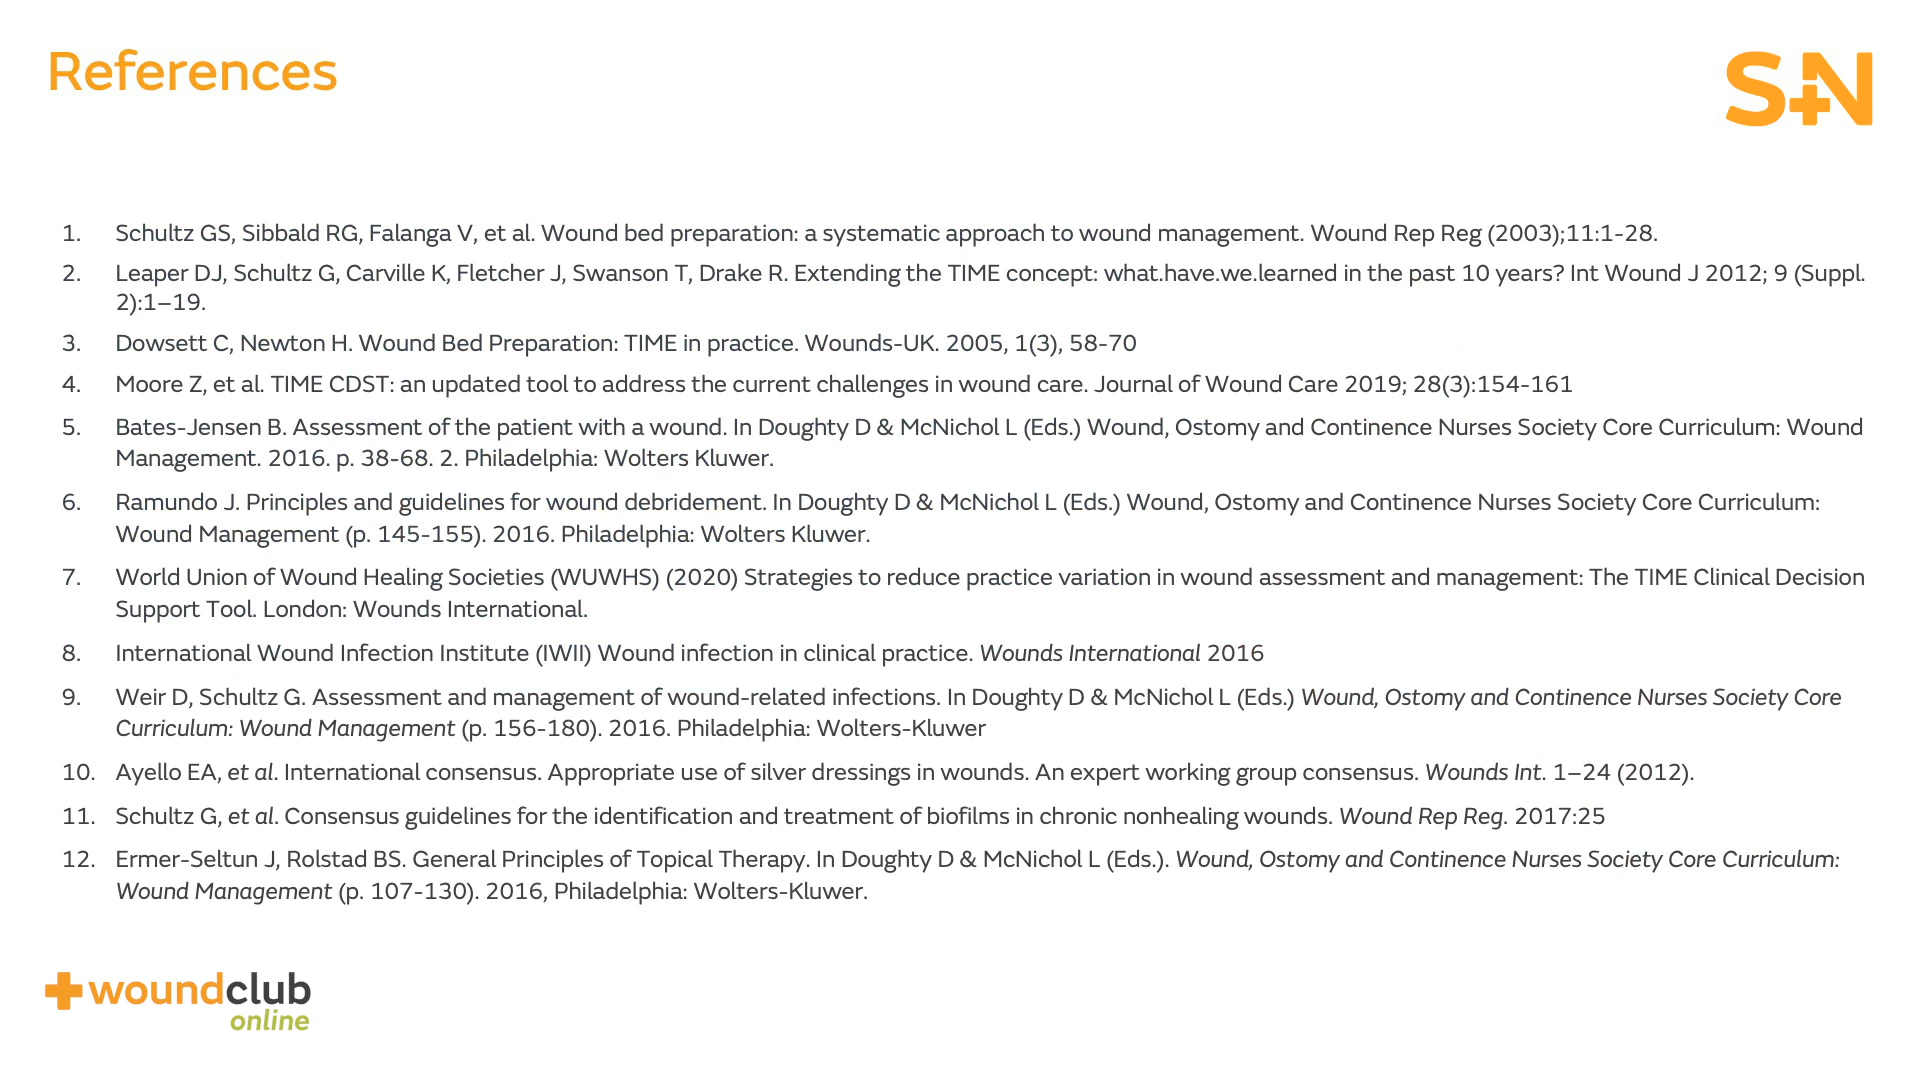 References
S+N
1. Schultz GS, Sibbald RG, Falanga V, et al. Wound bed preparation: a systematic approach to wound management. Wound Rep Reg (2003);11:1-28.
2. Leaper DJ, Schultz G, Carville K, Fletcher J, Swanson T, Drake R. Extending the TIME concept: what.have.we.learned in the past 10 years? Int Wound J 2012; 9 (Suppl.
2):1–19.
3. Dowsett C, Newton H. Wound Bed Preparation: TIME in practice. Wounds-UK. 2005, 1(3), 58-70
4. Moore Z, et al. TIME CDST: an updated tool to address the current challenges in wound care. Journal of Wound Care 2019; 28(3):154-161
5. Bates-Jensen B. Assessment of the patient with a wound. In Doughty D & McNichol L (Eds.) Wound, Ostomy and Continence Nurses Society Core Curriculum: Wound
Management. 2016. p. 38-68. 2. Philadelphia: Wolters Kluwer.
6. Ramundo J. Principles and guidelines for wound debridement. In Doughty D & McNichol L (Eds.) Wound, Ostomy and Continence Nurses Society Core Curriculum:
Wound Management (p. 145-155). 2016. Philadelphia: Wolters Kluwer.
7. World Union of Wound Healing Societies (WUWHS) (2020) Strategies to reduce practice variation in wound assessment and management: The TIME Clinical Decision
Support Tool. London: Wounds International.
8. International Wound Infection Institute (IWII) Wound infection in clinical practice. Wounds International 2016
9. Weir D, Schultz G. Assessment and management of wound-related infections. In Doughty D & McNichol L (Eds.) Wound, Ostomy and Continence Nurses Society Core
Curriculum: Wound Management (p. 156-180). 2016. Philadelphia: Wolters-Kluwer
10. Ayello EA, et al. International consensus. Appropriate use of silver dressings in wounds. An expert working group consensus. Wounds Int. 1–24 (2012).
11. Schultz G, et al. Consensus guidelines for the identification and treatment of biofilms in chronic nonhealing wounds. Wound Rep Reg. 2017:25
12. Ermer-Seltun J, Rolstad BS. General Principles of Topical Therapy. In Doughty D & McNichol L (Eds.). Wound, Ostomy and Continence Nurses Society Core Curriculum:
Wound Management (p. 107-130). 2016, Philadelphia: Wolters-Kluwer.
woundclub
online